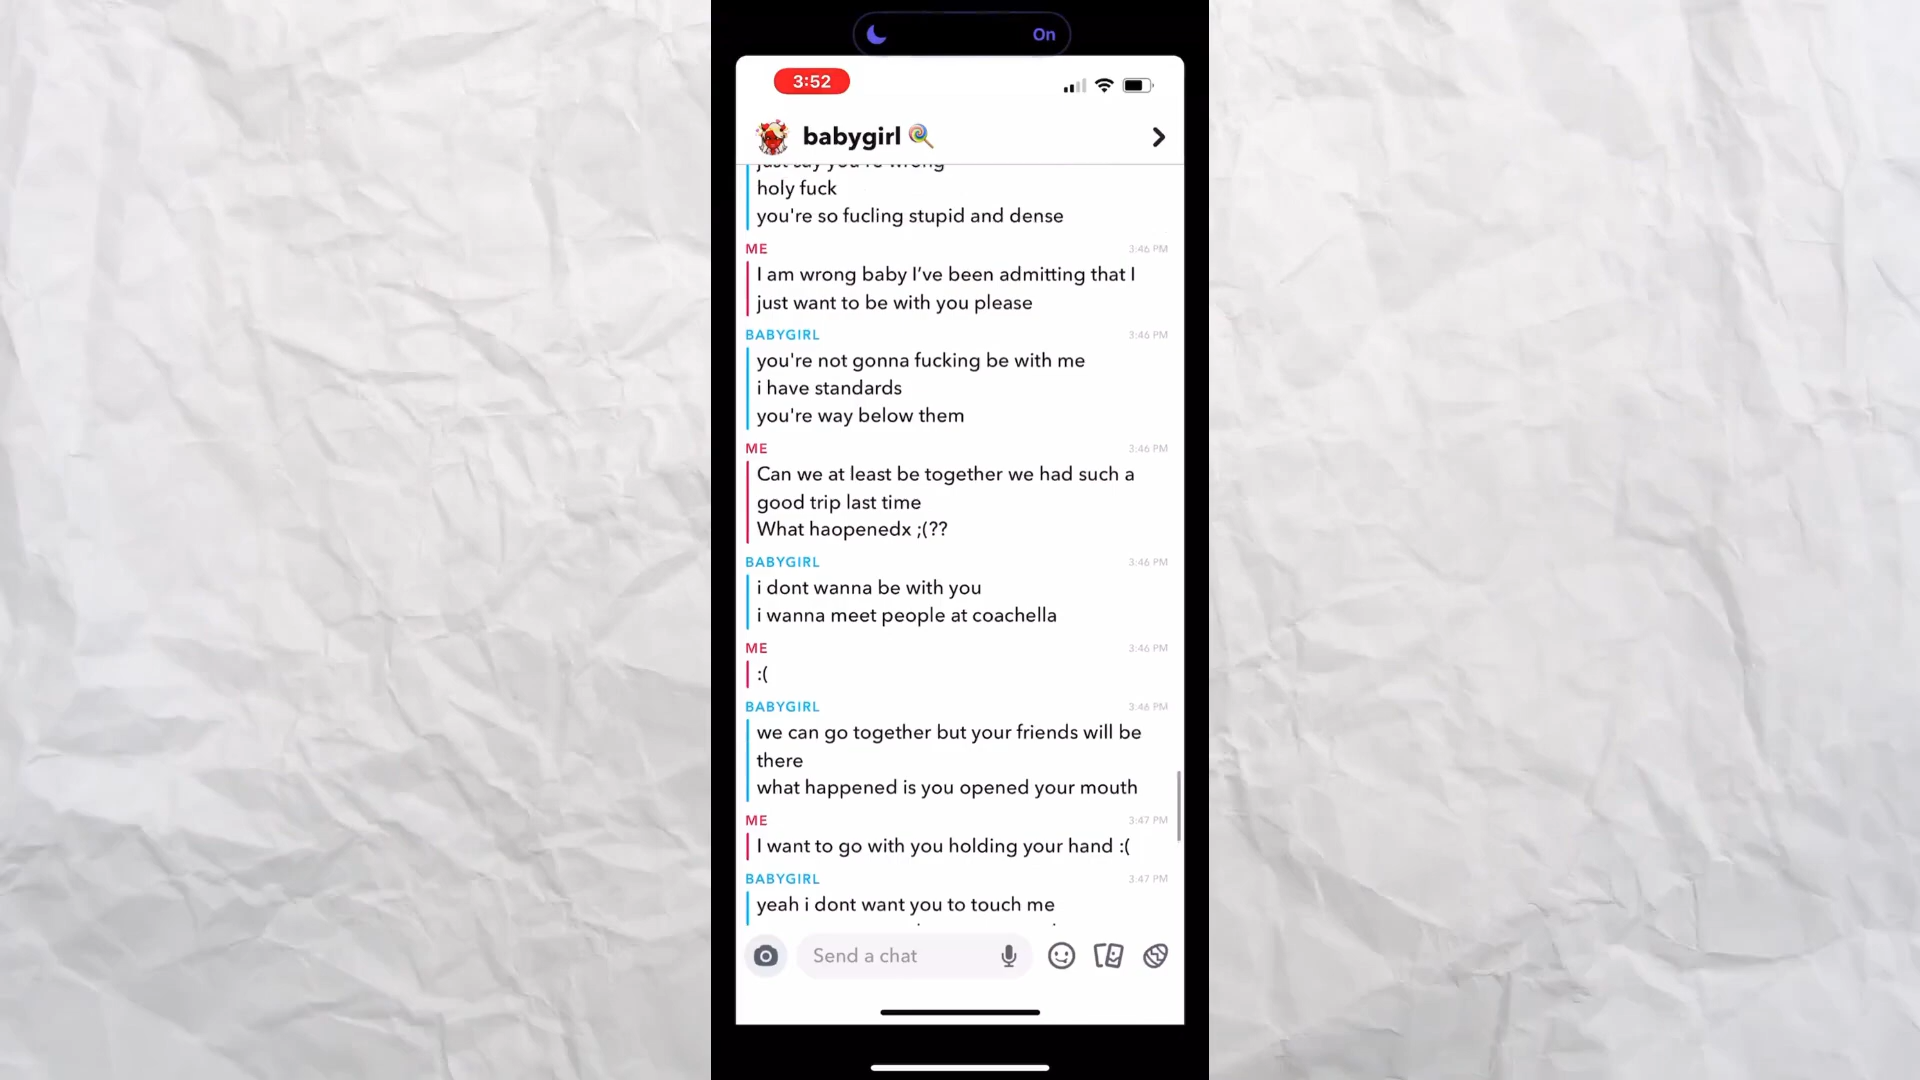 On
3:52
babygirl
just say you're wrong
holy fuck
you're so fucling stupid and dense
ME 3:46 PM
I am wrong baby I've been admitting that I
just want to be with you please
BABYGIRL 3:46 PM
you're not gonna fucking be with me
i have standards
you're way below them
ME 3:46 PM
Can we at least be together we had such a
good trip last time
What haopenedx ;(??
BABYGIRL 3:46 PM
i dont wanna be with you
i wanna meet people at coachella
ME 3:46 PM
:(
BABYGIRL 3:46 PM
we can go together but your friends will be
there
what happened is you opened your mouth
ME 3:47 PM
I want to go with you holding your hand :(
BABYGIRL 3:47 PM
yeah i dont want you to touch me
Send a chat